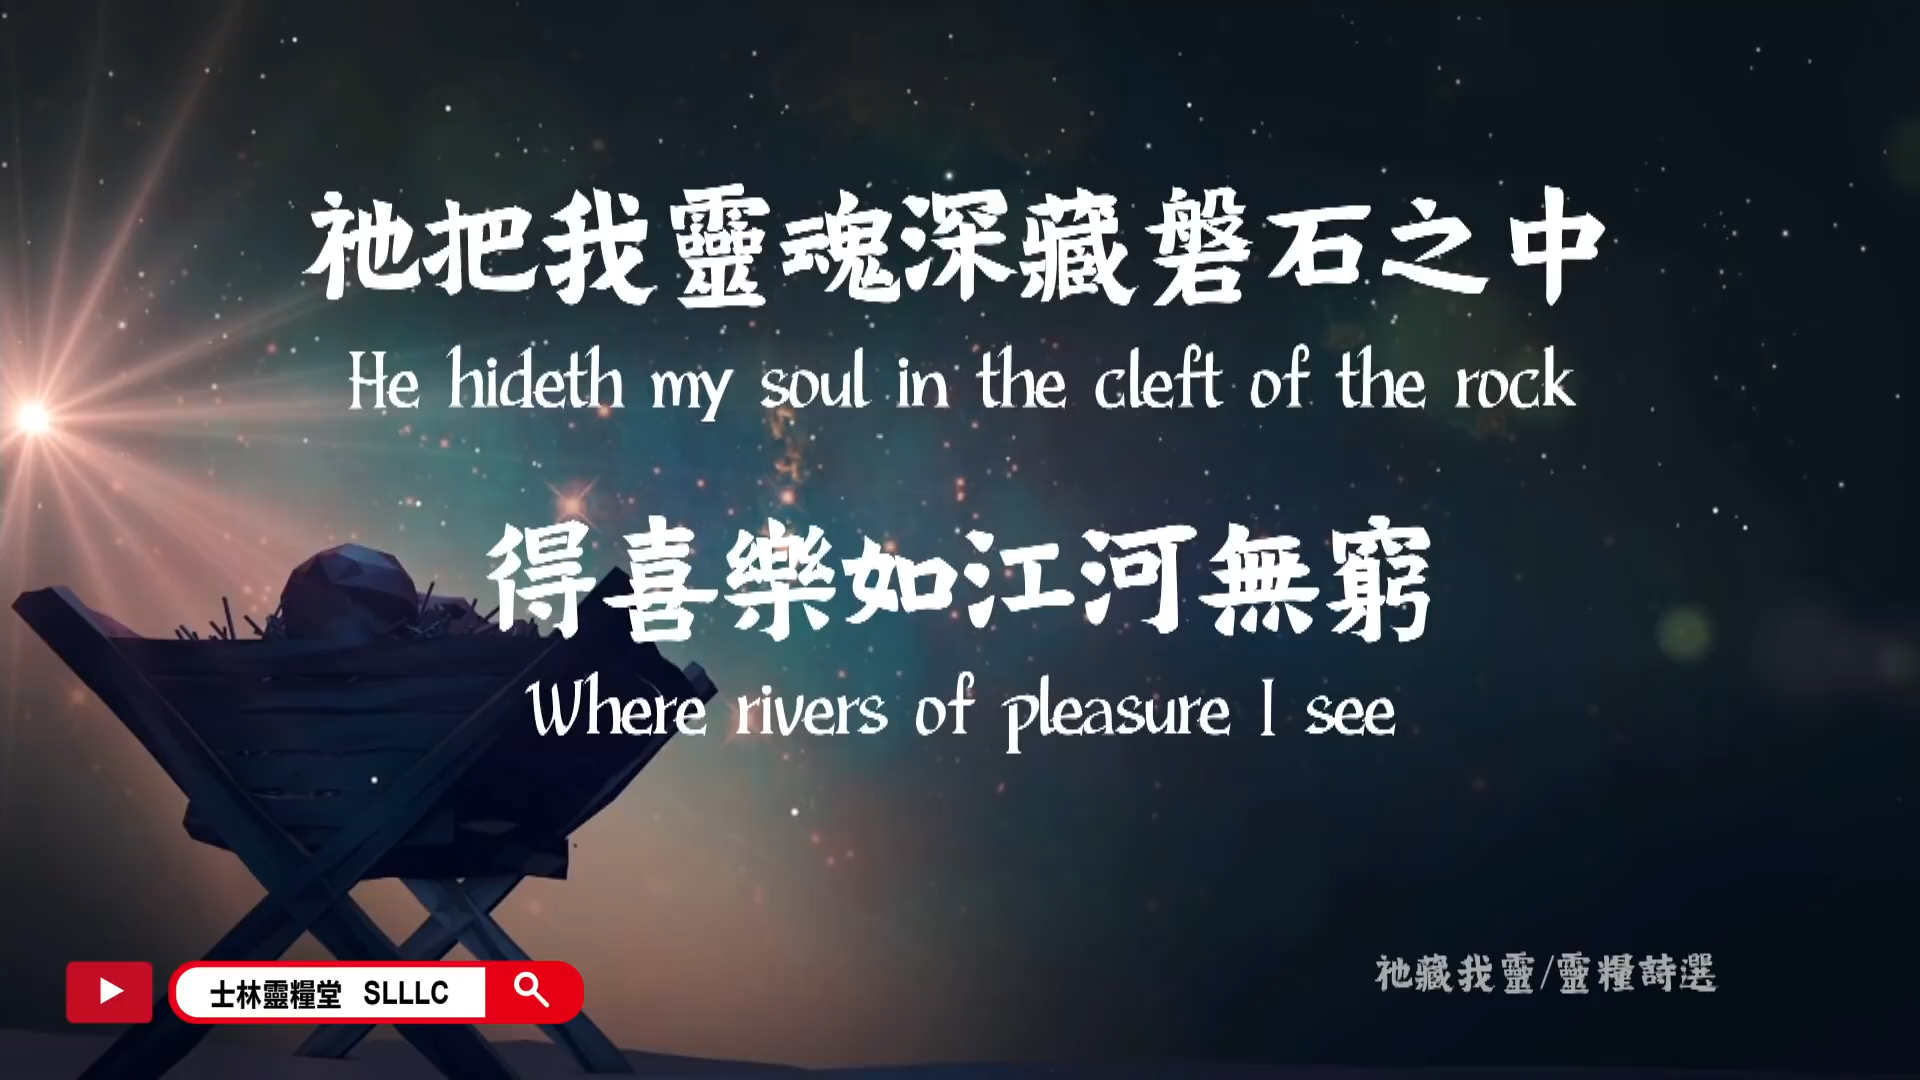 祂把我靈魂深藏磐石之中
He hideth my soul in the cleft of the rock
得喜樂如江河無窮
Where rivers of pleasure I see
祂藏我靈/靈糧詩選
士林靈糧堂 SLLLC